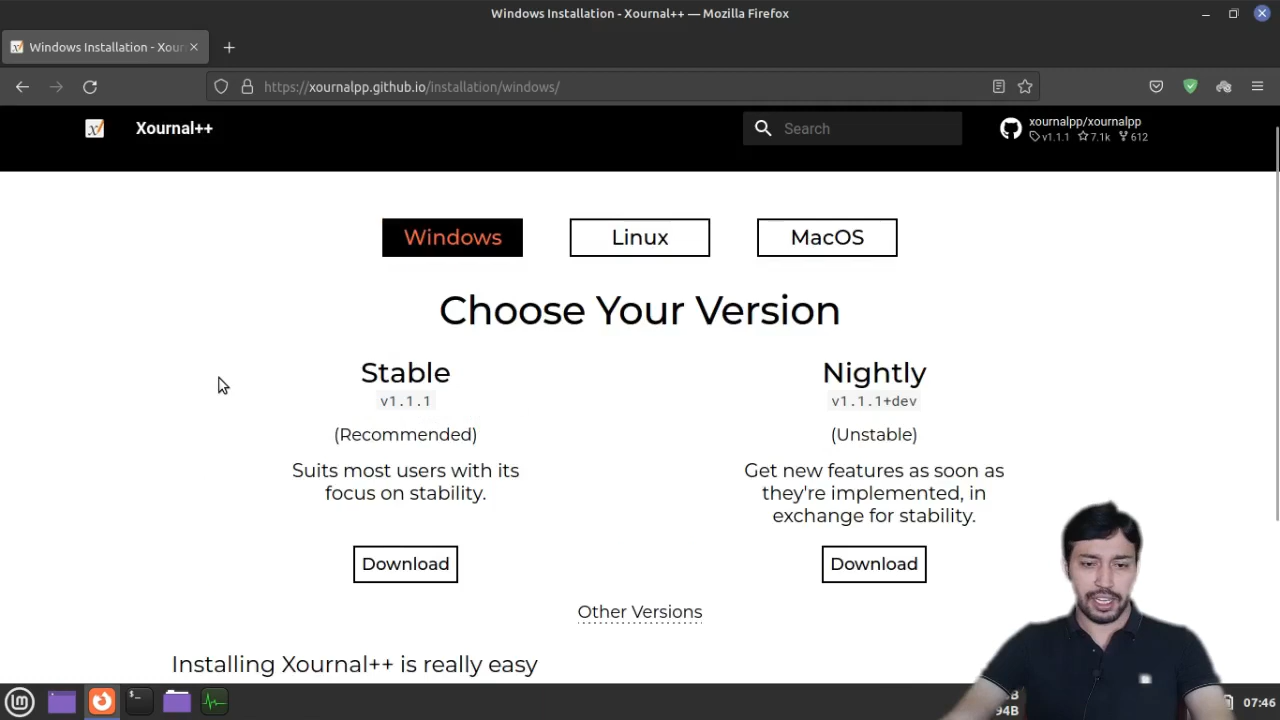 Windows Installation - Xournal++ — Mozilla Firefox
Windows Installation - Xour
https://xournalpp.github.io/installation/windows/
Xournal++
Search
xournalpp/xournalpp
v1.1.1 7.1k 612
Windows
Linux
MacOS
Choose Your Version
Stable
v1.1.1
(Recommended)
Suits most users with its
focus on stability.
Download
Nightly
v1.1.1+dev
(Unstable)
Get new features as soon as
they're implemented, in
exchange for stability.
Download
Other Versions
Installing Xournal++ is really easy
94B
07:46